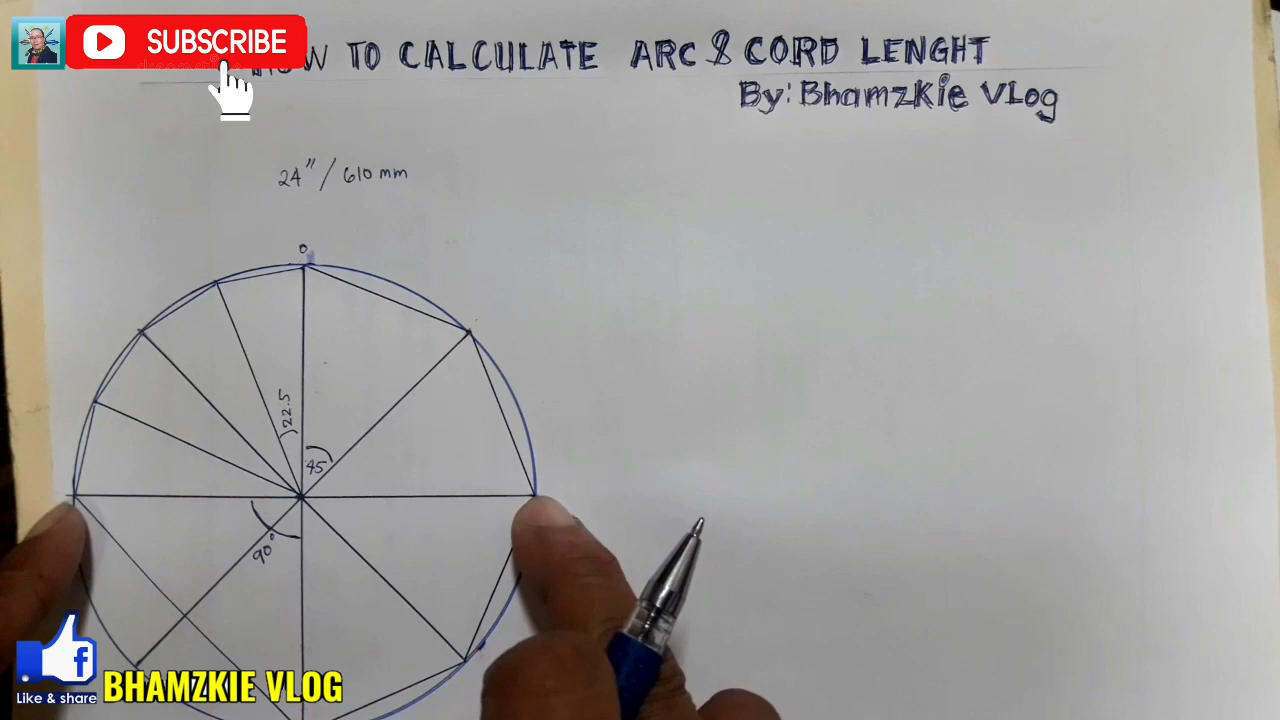 SUBSCRIBE
HOW TO CALCULATE ARC & CORD LENGHT
By: Bhamzkie VLog
24" / 610 mm
0
22.5
45
90°
Like & share
BHAMZKIE VLOG